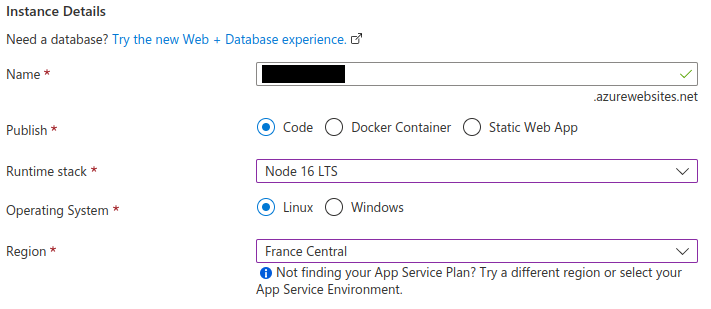 Instance Details
Need a database? Try the new Web + Database experience.
Name *
.azurewebsites.net
Publish *
Code
Docker Container
Static Web App
Runtime stack *
Node 16 LTS
Operating System *
Linux
Windows
Region *
France Central
Not finding your App Service Plan? Try a different region or select your
App Service Environment.